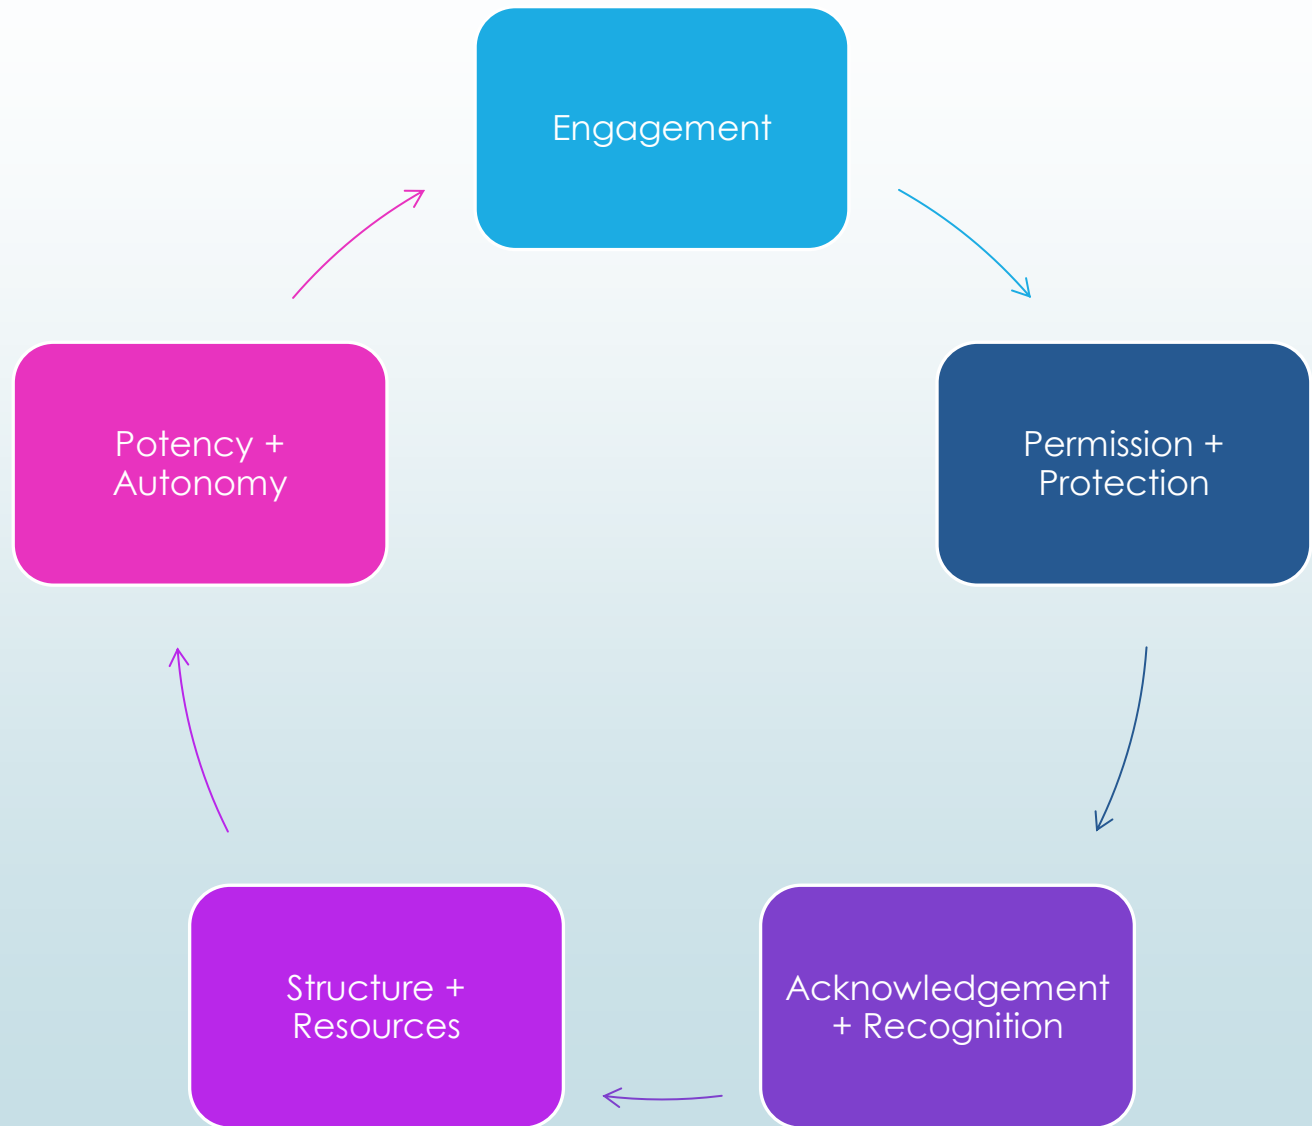 Engagement
Permission +
Protection
Acknowledgement
+ Recognition
Structure +
Resources
Potency +
Autonomy